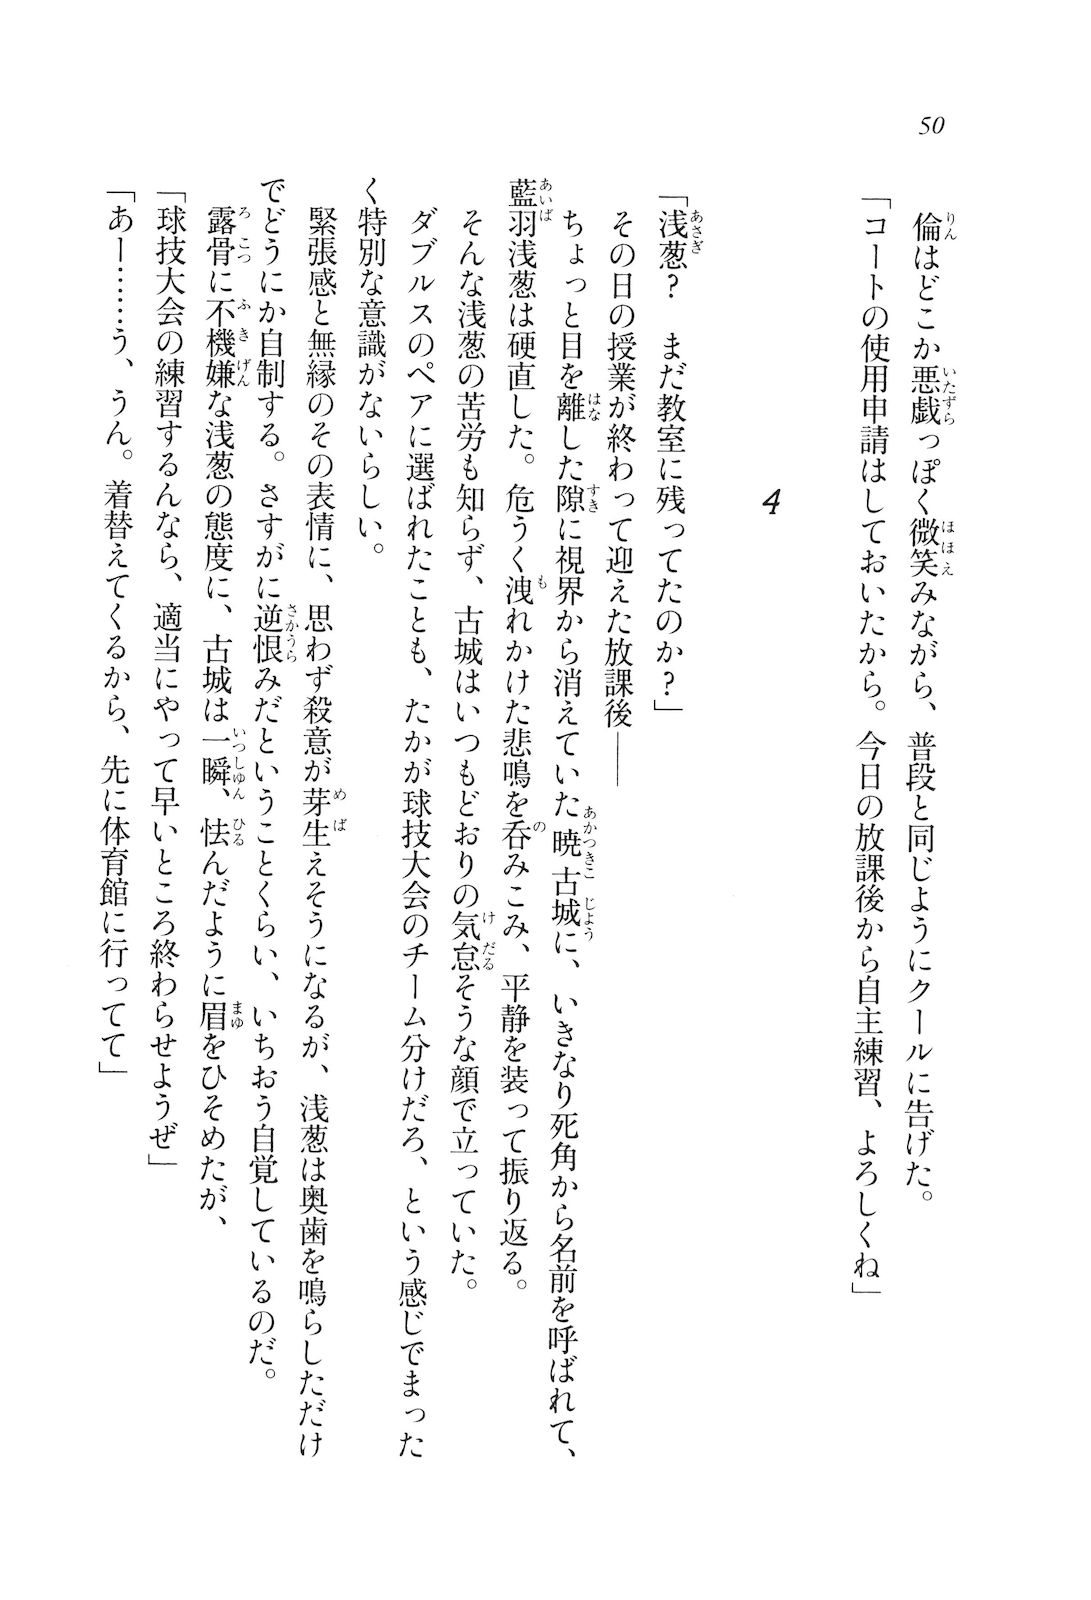 50
倫はどこか悪戯っぽく微笑みながら、普段と同じようにクールに告げた。
「コートの使用申請はしておいたから。今日の放課後から自主練習、よろしくね」
4
「浅葱？　まだ教室に残ってたのか？」
その日の授業が終わって迎えた放課後――
ちょっと目を離した隙に視界から消えていた暁古城に、いきなり死角から名前を呼ばれて、
藍羽浅葱は硬直した。危うく洩れかけた悲鳴を呑みこみ、平静を装って振り返る。
そんな浅葱の苦労も知らず、古城はいつもどおりの気怠そうな顔で立っていた。
ダブルスのペアに選ばれたことも、たかが球技大会のチーム分けだろ、という感じでまった
く特別な意識がないらしい。
緊張感と無縁のその表情に、思わず殺意が芽生えそうになるが、浅葱は奥歯を鳴らしただけ
でどうにか自制する。さすがに逆恨みだということくらい、いちおう自覚しているのだ。
露骨に不機嫌な浅葱の態度に、古城は一瞬、怯んだように眉をひそめたが、
「球技大会の練習するんなら、適当にやって早いところ終わらせようぜ」
「あー……う、うん。着替えてくるから、先に体育館に行ってて」